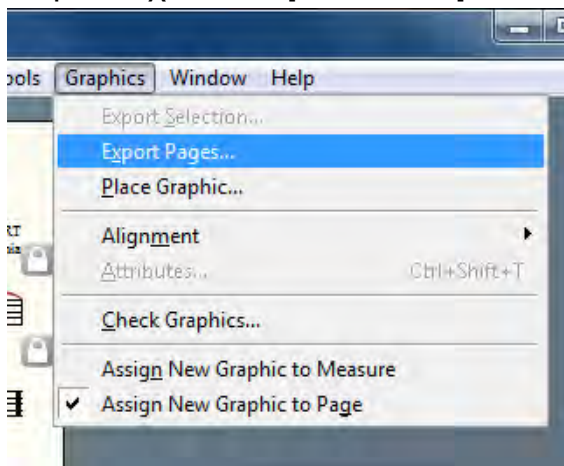 ools Graphics Window Help
Export Selection...
Export Pages...
Place Graphic...
Alignment
Attributes... Ctrl+Shift+T
Check Graphics...
Assign New Graphic to Measure
Assign New Graphic to Page
RT